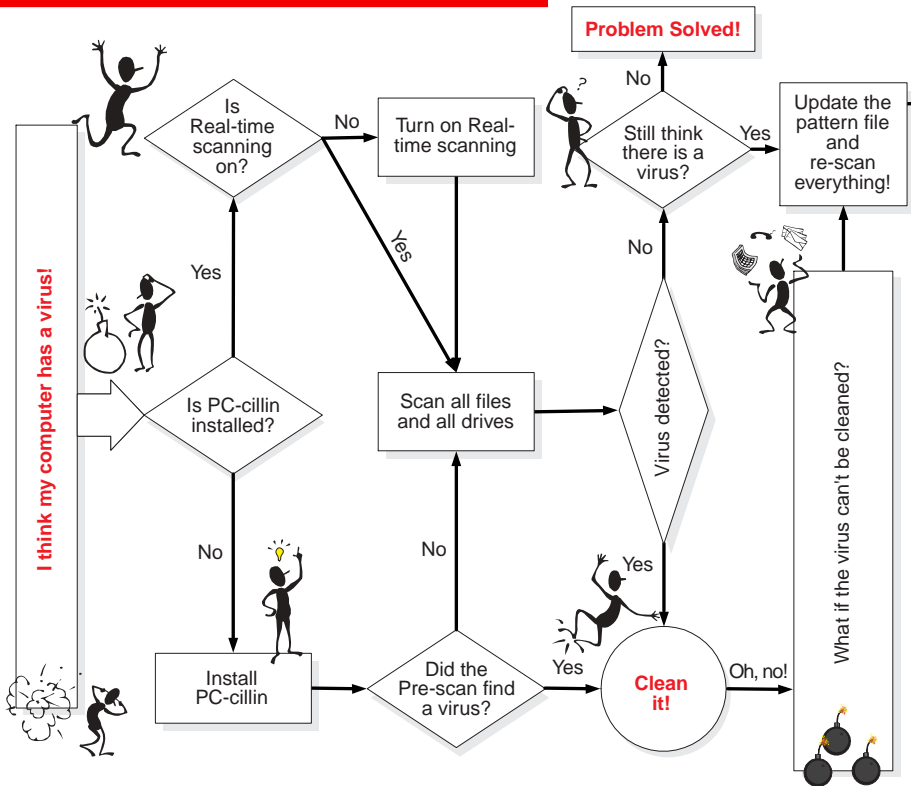 I think my computer has a virus!
Is PC-cillin
installed?
Yes
No
Is
Real-time
scanning
on?
No
Yes
Turn on Real-
time scanning
Install
PC-cillin
Did the
Pre-scan find
a virus?
No
Yes
Scan all files
and all drives
Virus detected?
No
Yes
Still think
there is a
virus?
?
No
Yes
Problem Solved!
Update the
pattern file
and
re-scan
everything!
Clean
it!
Oh, no!
What if the virus can't be cleaned?